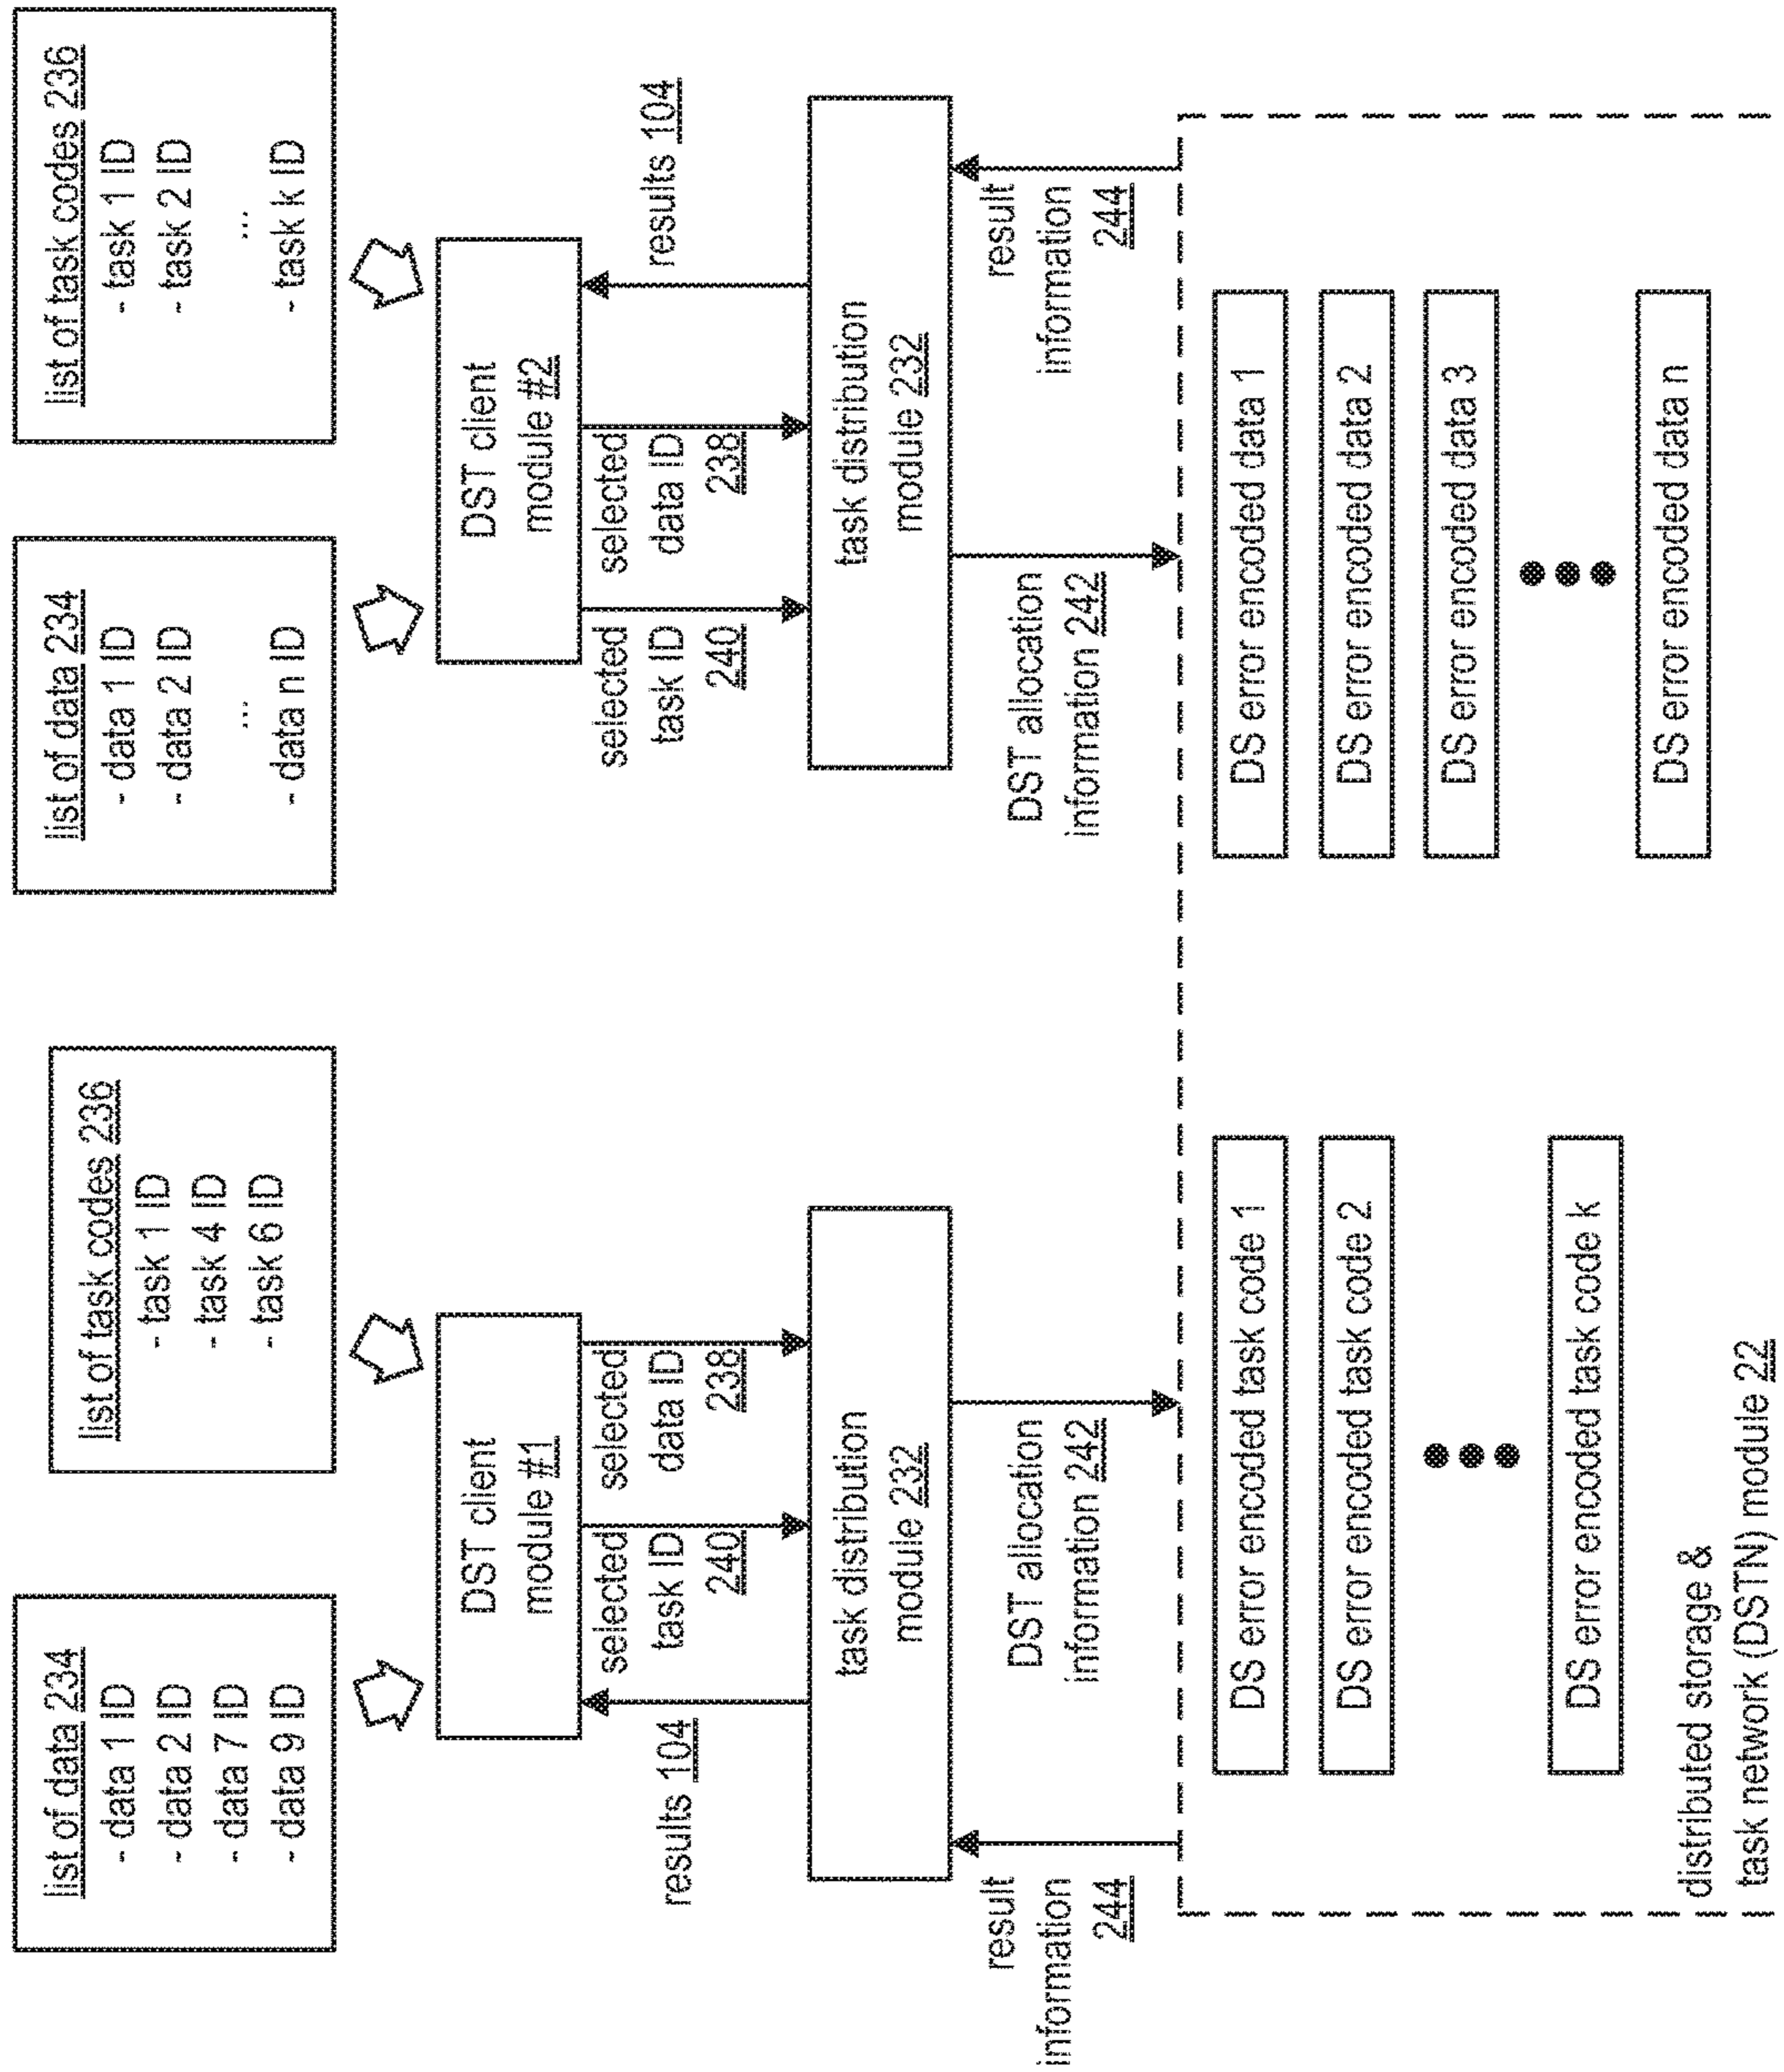 list of data 234
- data 1 ID
- data 2 ID
- data 7 ID
- data 9 ID
list of task codes 236
- task 1 ID
- task 4 ID
- task 6 ID
list of data 234
- data 1 ID
- data 2 ID
...
- data n ID
list of task codes 236
- task 1 ID
- task 2 ID
...
- task k ID
DST client
module #1
DST client
module #2
results 104
selected
task ID
240
selected
data ID
238
selected
task ID
240
selected
data ID
238
results 104
task distribution
module 232
task distribution
module 232
result
information
244
DST allocation
information 242
DST allocation
information 242
result
information
244
DS error encoded task code 1
DS error encoded task code 2
DS error encoded task code k
DS error encoded data 1
DS error encoded data 2
DS error encoded data 3
DS error encoded data n
distributed storage &
task network (DSTN) module 22